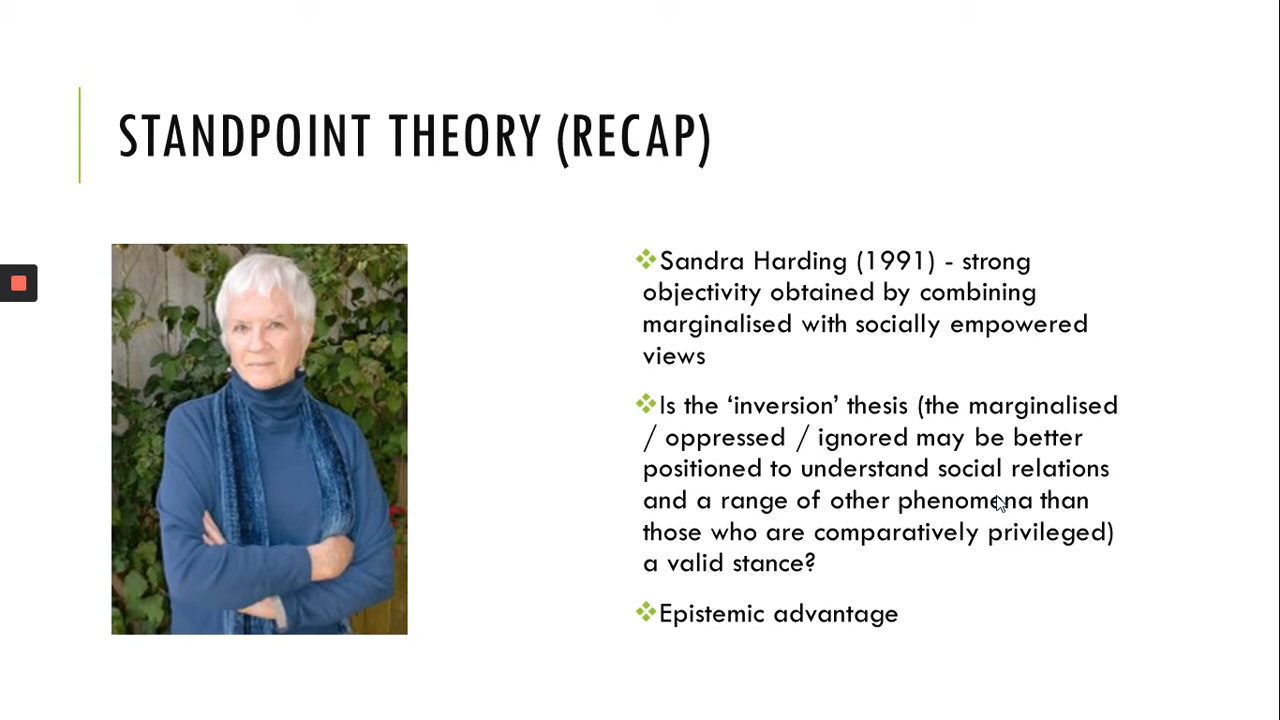 STANDPOINT THEORY (RECAP)
Sandra Harding (1991) - strong
objectivity obtained by combining
marginalised with socially empowered
views
Is the ‘inversion’ thesis (the marginalised
/ oppressed / ignored may be better
positioned to understand social relations
and a range of other phenomena than
those who are comparatively privileged)
a valid stance?
Epistemic advantage